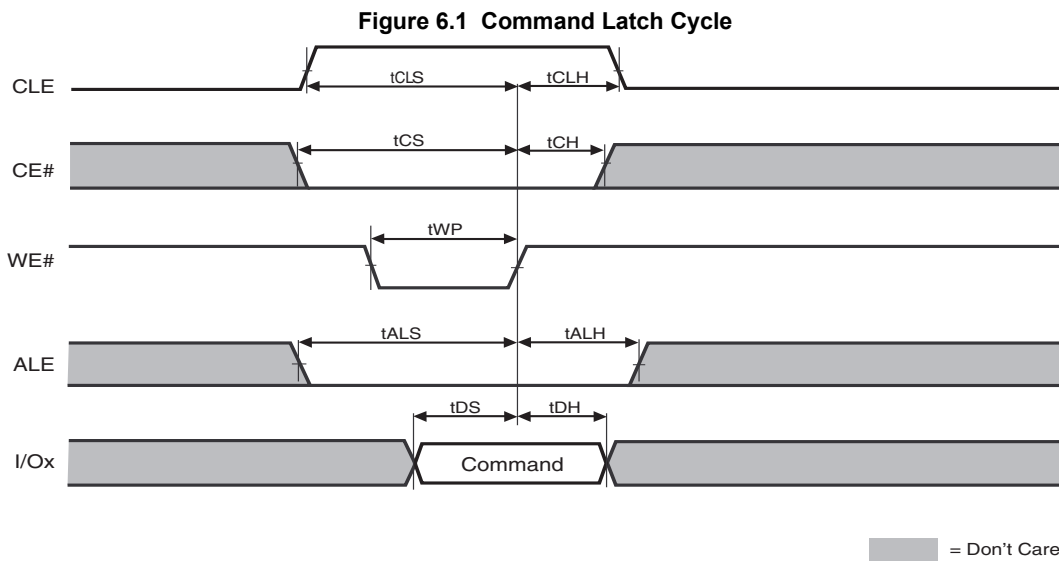 Figure 6.1 Command Latch Cycle
CLE
tCLS
tCLH
CE#
tCS
tCH
WE#
tWP
ALE
tALS
tALH
I/Ox
tDS
tDH
Command
= Don't Care